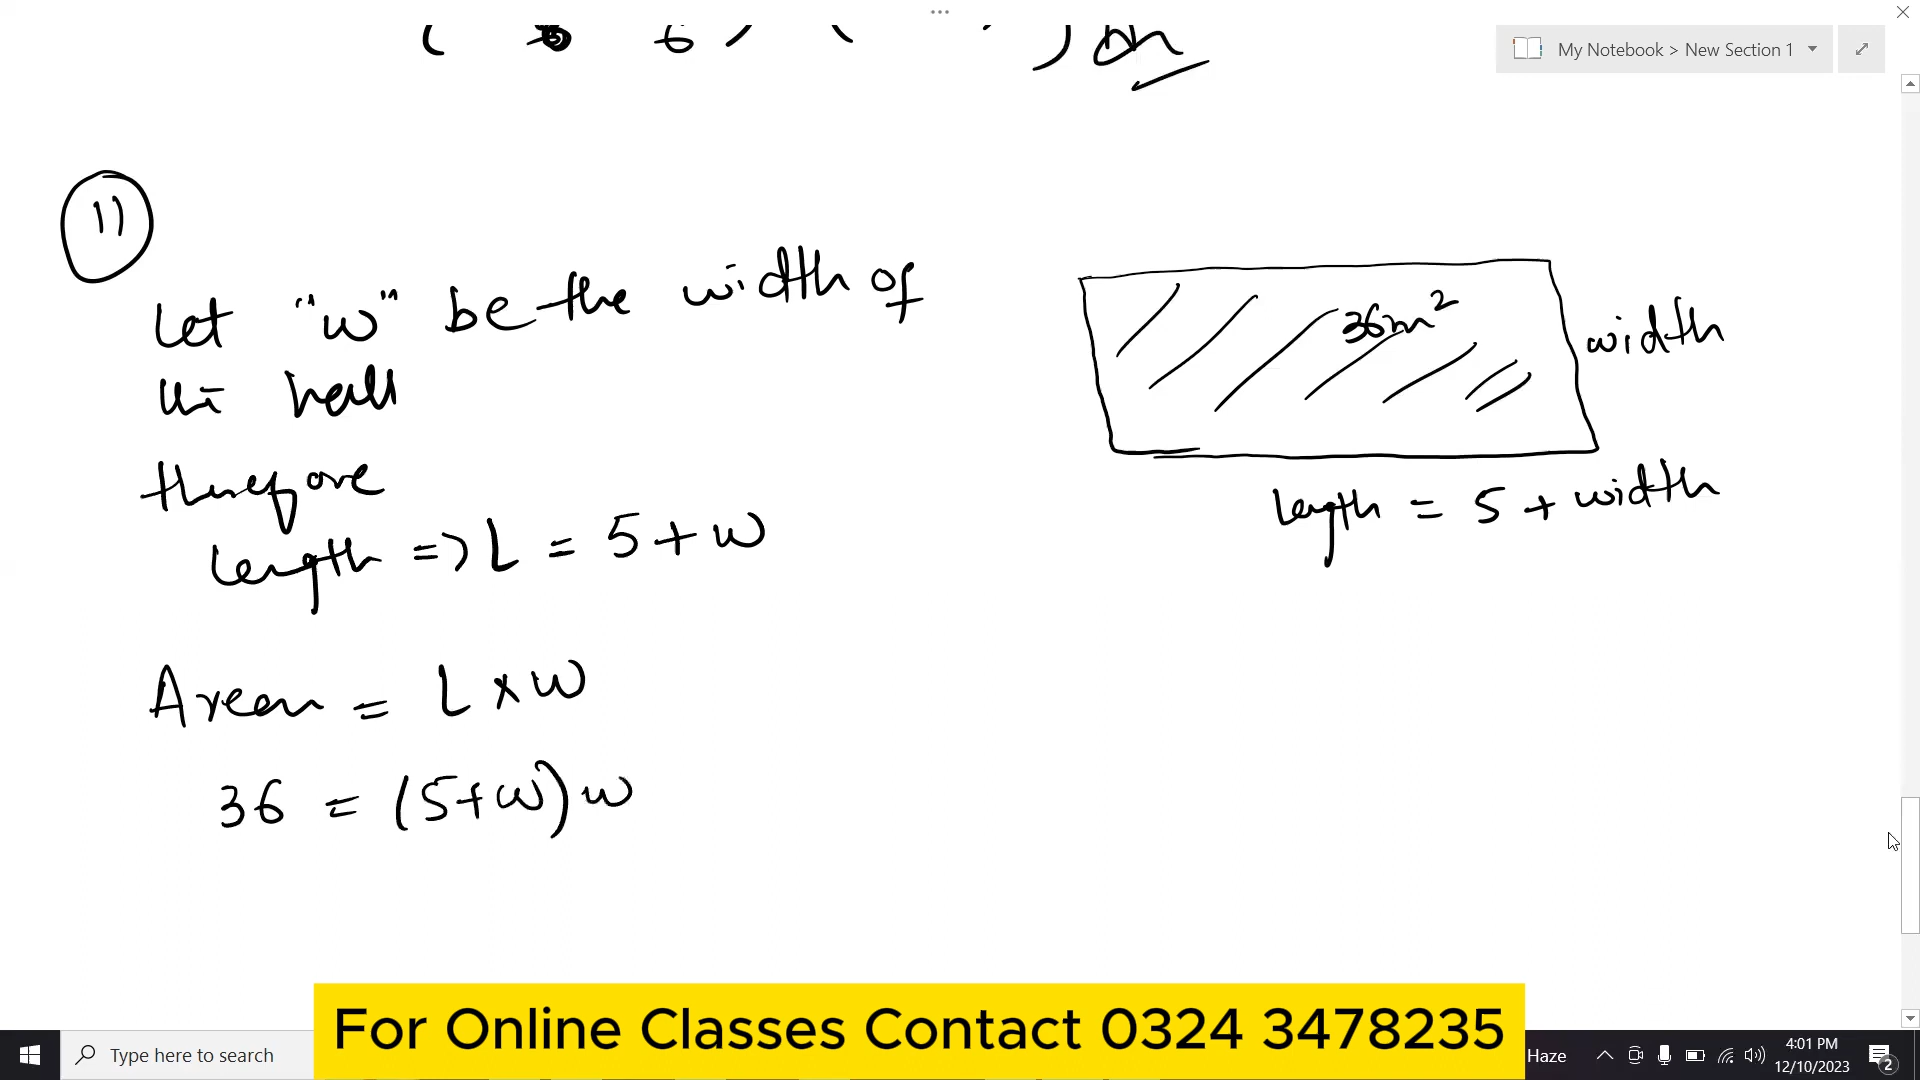 My Notebook > New Section 1
11
Let "w" be the width of
the hall
therefore
length => L = 5 + w
Area = L x w
36 = (5+w) w
36m²
width
length = 5 + width
For Online Classes Contact 0324 3478235
Type here to search
Haze
4:01 PM
12/10/2023
2